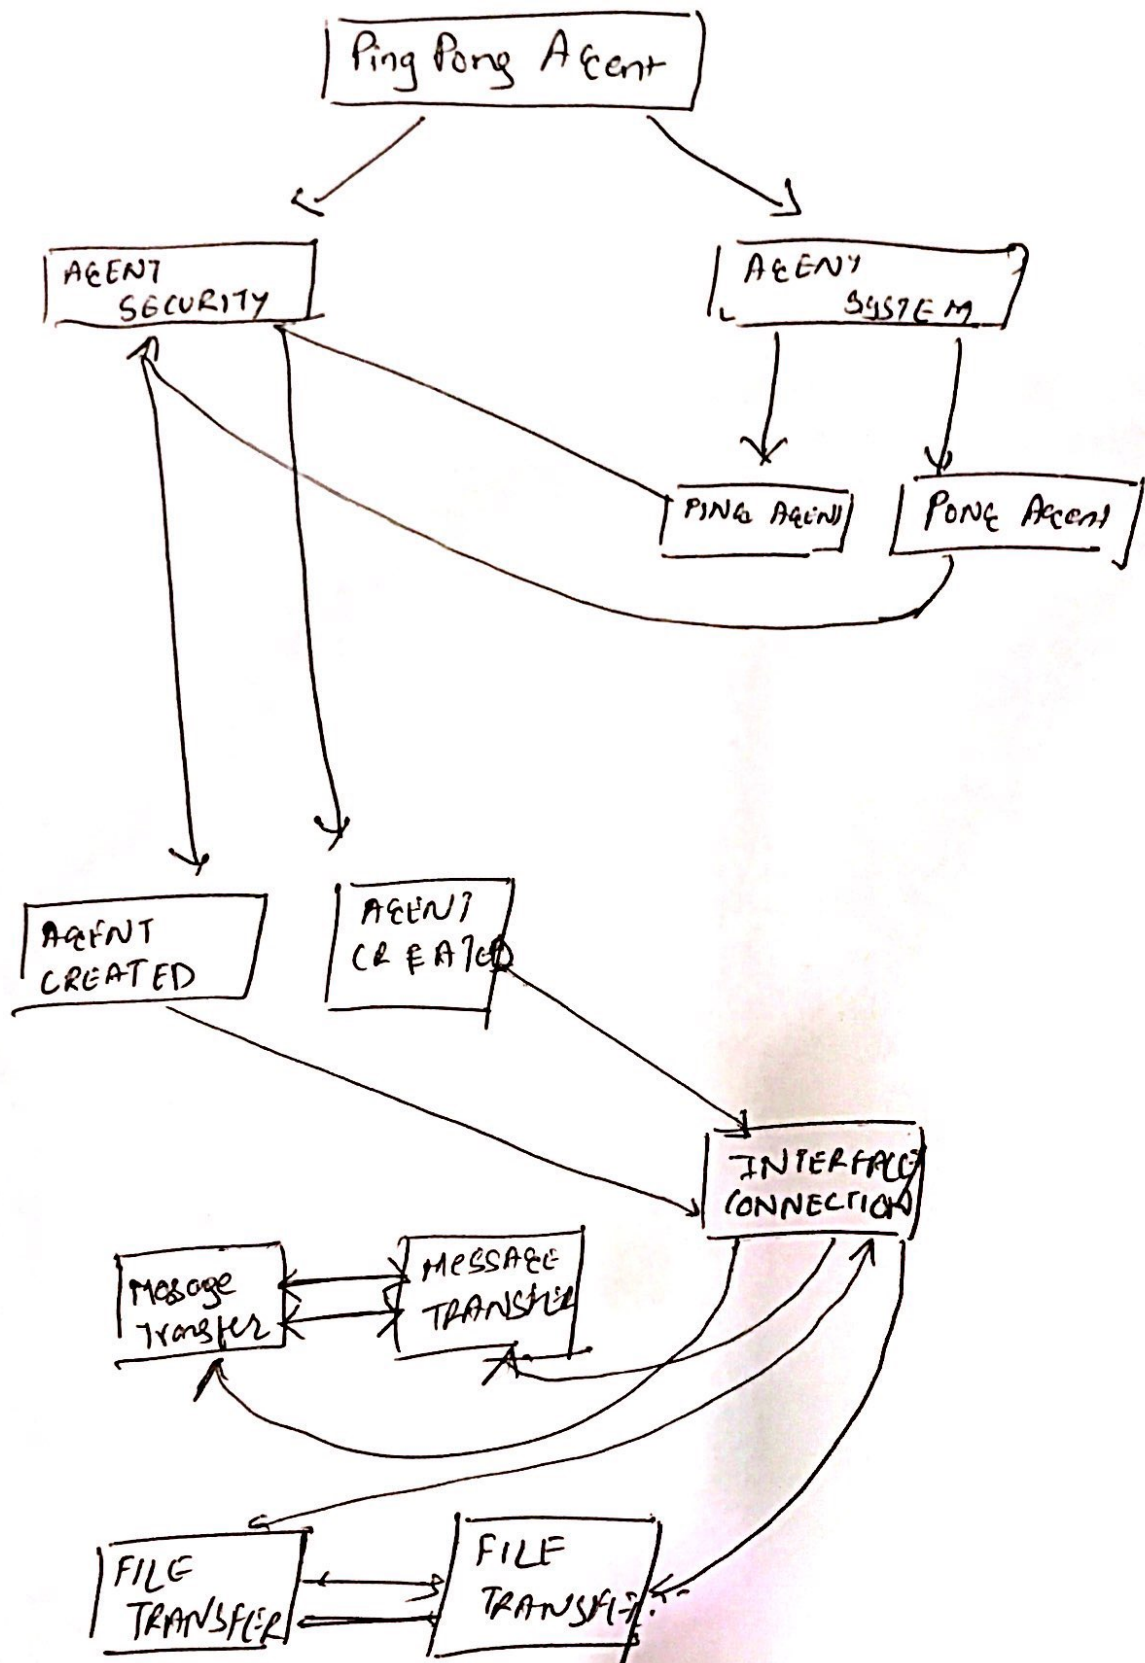 Ping Pong Agent
AGENT
SECURITY
AGENT
SYSTEM
PING AGENT
PONG Agent
AGENT
CREATED
AGENT
CREATED
INTERFACE
CONNECTION
Message
Transfer
MESSAGE
TRANSFER
FILE
TRANSFER
FILE
TRANSFER